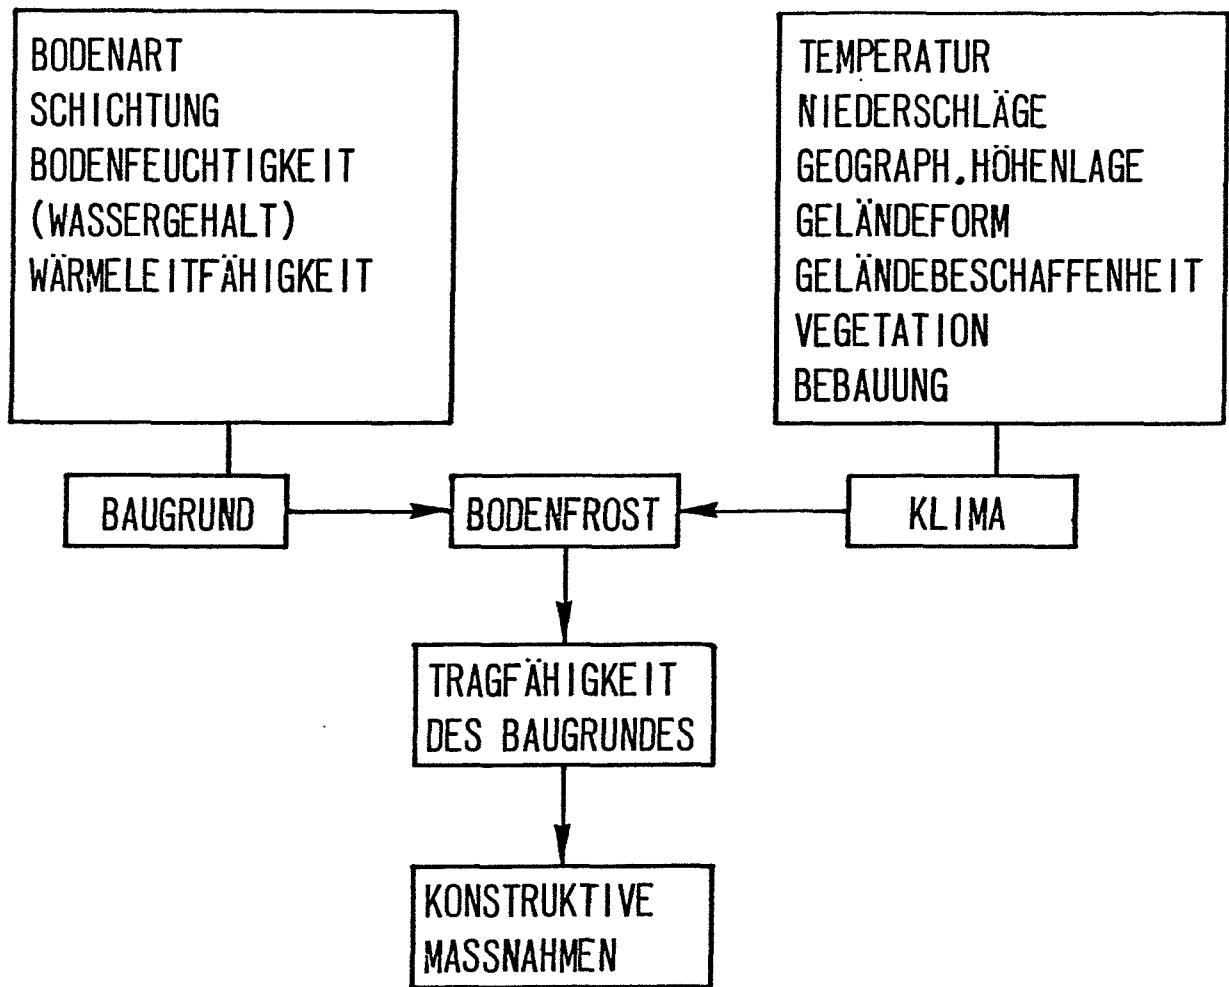 BODENART
SCHICHTUNG
BODENFEUCHTIGKEIT
(WASSERGEHALT)
WÄRMELEITFÄHIGKEIT
TEMPERATUR
NIEDERSCHLÄGE
GEOGRAPH.HÖHENLAGE
GELÄNDEFORM
GELÄNDEBESCHAFFENHEIT
VEGETATION
BEBAUUNG
BAUGRUND
BODENFROST
KLIMA
TRAGFÄHIGKEIT
DES BAUGRUNDES
KONSTRUKTIVE
MASSNAHMEN